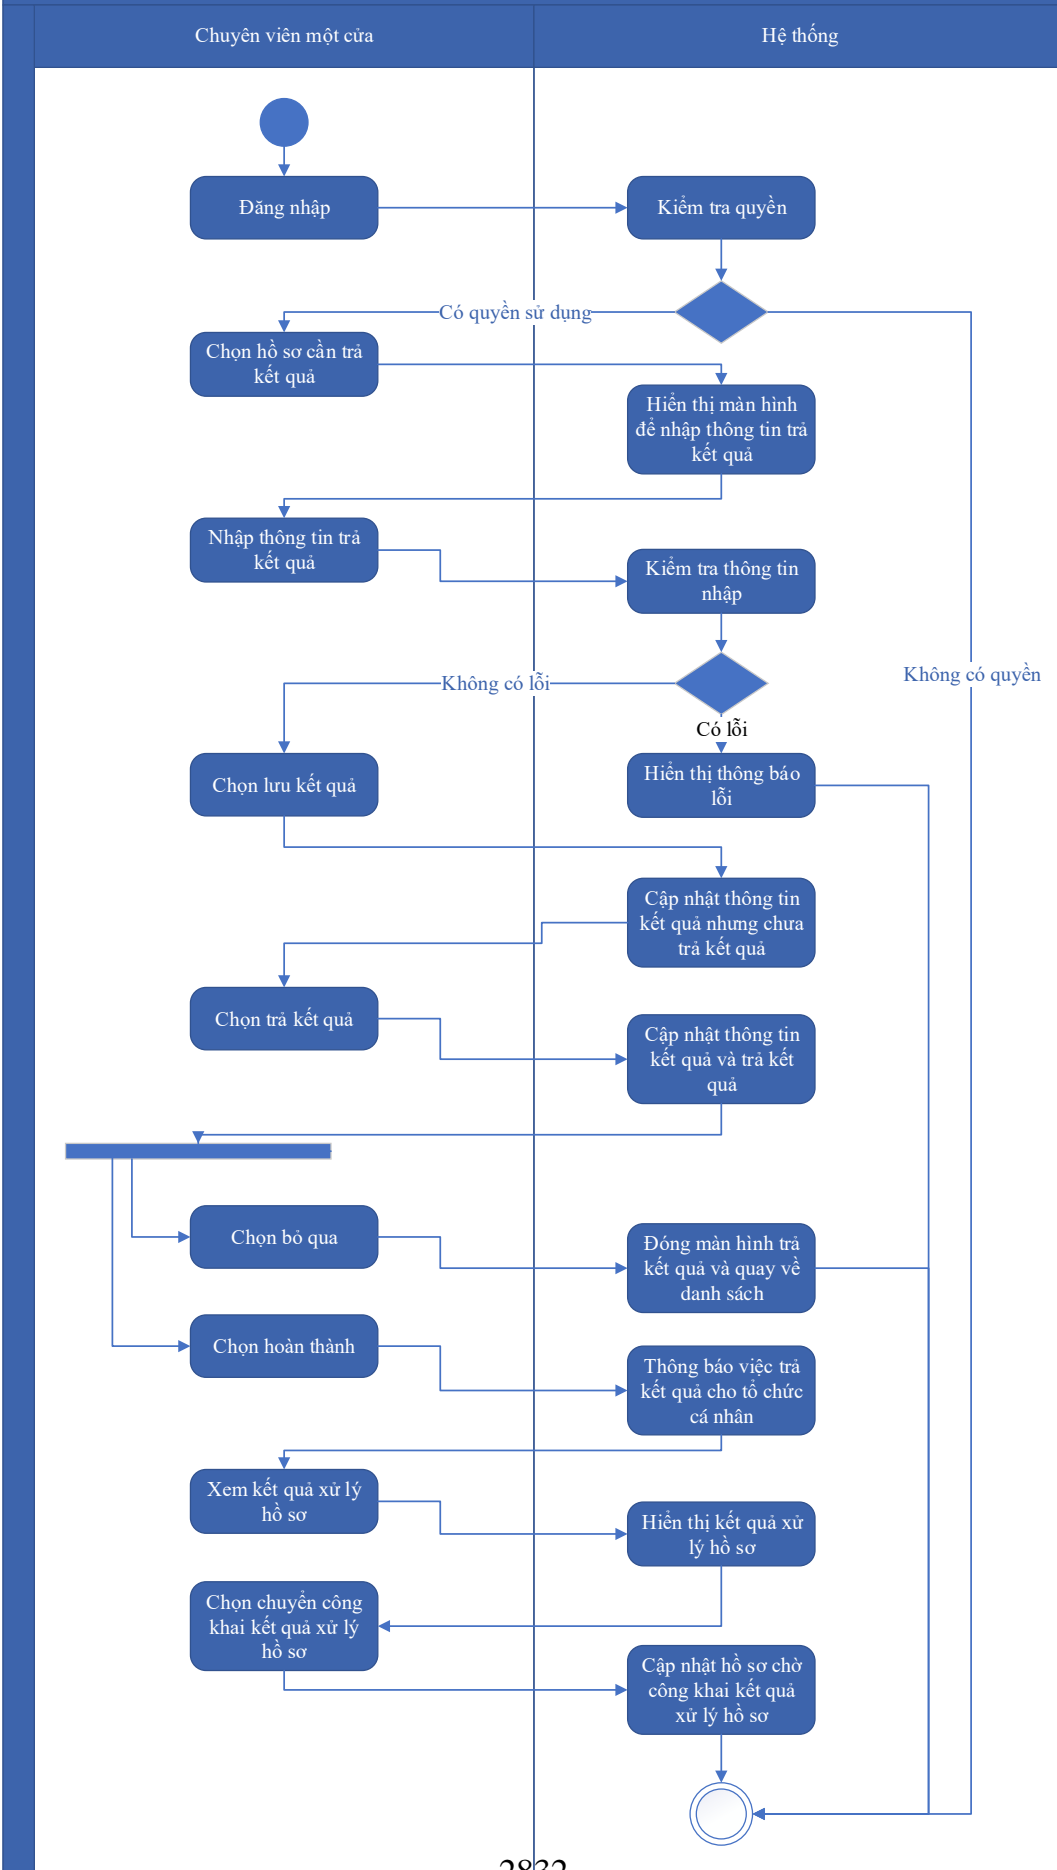 Chuyên viên một cửa
Hệ thống
Đăng nhập
Kiểm tra quyền
Có quyền sử dụng
Chọn hồ sơ cần trả
kết quả
Hiển thị màn hình
để nhập thông tin trả
kết quả
Nhập thông tin trả
kết quả
Kiểm tra thông tin
nhập
Không có quyền
Không có lỗi
Có lỗi
Chọn lưu kết quả
Hiển thị thông báo
lỗi
Cập nhật thông tin
kết quả nhưng chưa
trả kết quả
Chọn trả kết quả
Cập nhật thông tin
kết quả và trả kết
quả
Chọn bỏ qua
Đóng màn hình trả
kết quả và quay về
danh sách
Chọn hoàn thành
Thông báo việc trả
kết quả cho tổ chức
cá nhân
Xem kết quả xử lý
hồ sơ
Hiển thị kết quả xử
lý hồ sơ
Chọn chuyển công
khai kết quả xử lý
hồ sơ
Cập nhật hồ sơ chờ
công khai kết quả
xử lý hồ sơ
2832